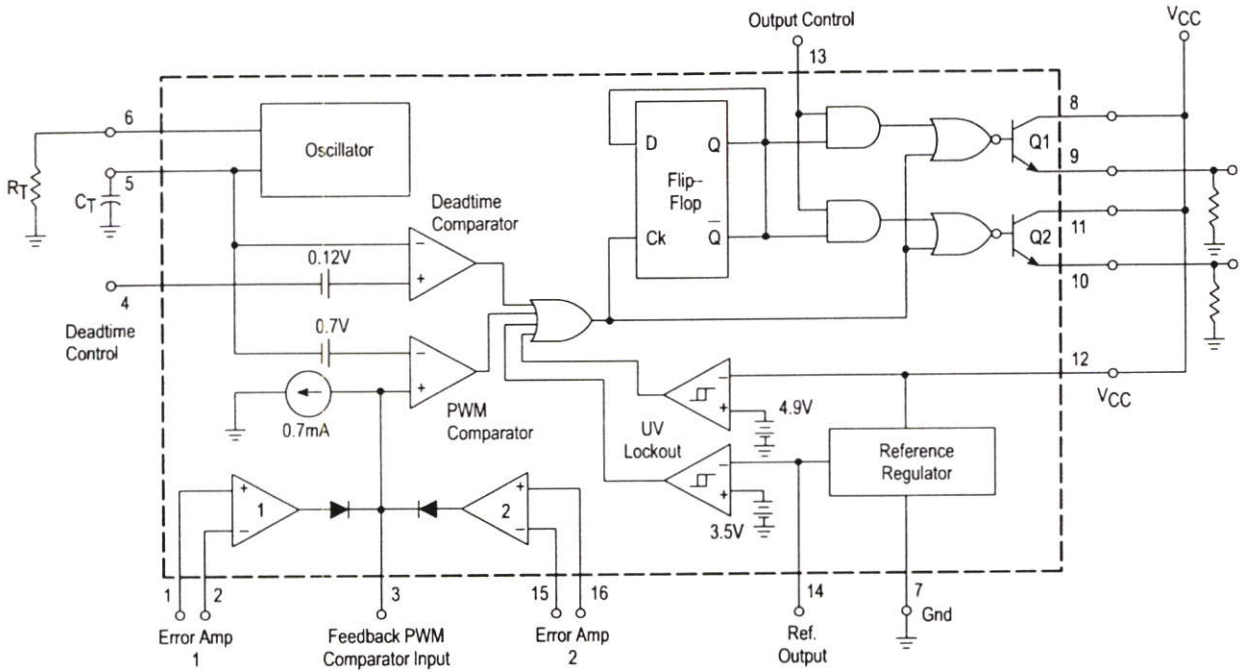 Output Control
VCC
13
6
8
Oscillator
D
Q
Q1
5
9
RT
CT
Flip-
Flop
Deadtime
Comparator
11
Ck
Q
Q2
0.12V
10
4
Deadtime
Control
0.7V
12
VCC
4.9V
0.7mA
PWM
Comparator
UV
Lockout
Reference
Regulator
1
2
3.5V
1
2
3
15
16
14
7
Gnd
Error Amp
1
Feedback PWM
Comparator Input
Error Amp
2
Ref.
Output